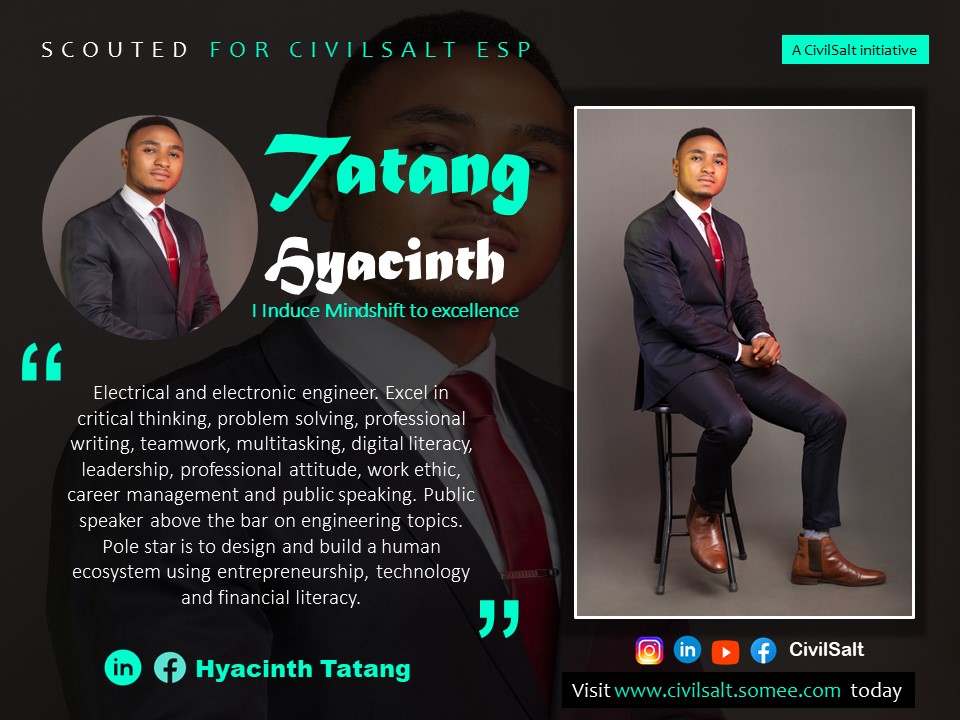 SCOUTED FOR CIVILSALT ESP
A CivilSalt initiative
Tatang
Hyacinth
I Induce Mindshift to excellence
“
Electrical and electronic engineer. Excel in
critical thinking, problem solving, professional
writing, teamwork, multitasking, digital literacy,
leadership, professional attitude, work ethic,
career management and public speaking. Public
speaker above the bar on engineering topics.
Pole star is to design and build a human
ecosystem using entrepreneurship, technology
and financial literacy.
”
in f Hyacinth Tatang
in f CivilSalt
Visit www.civilsalt.somee.com today